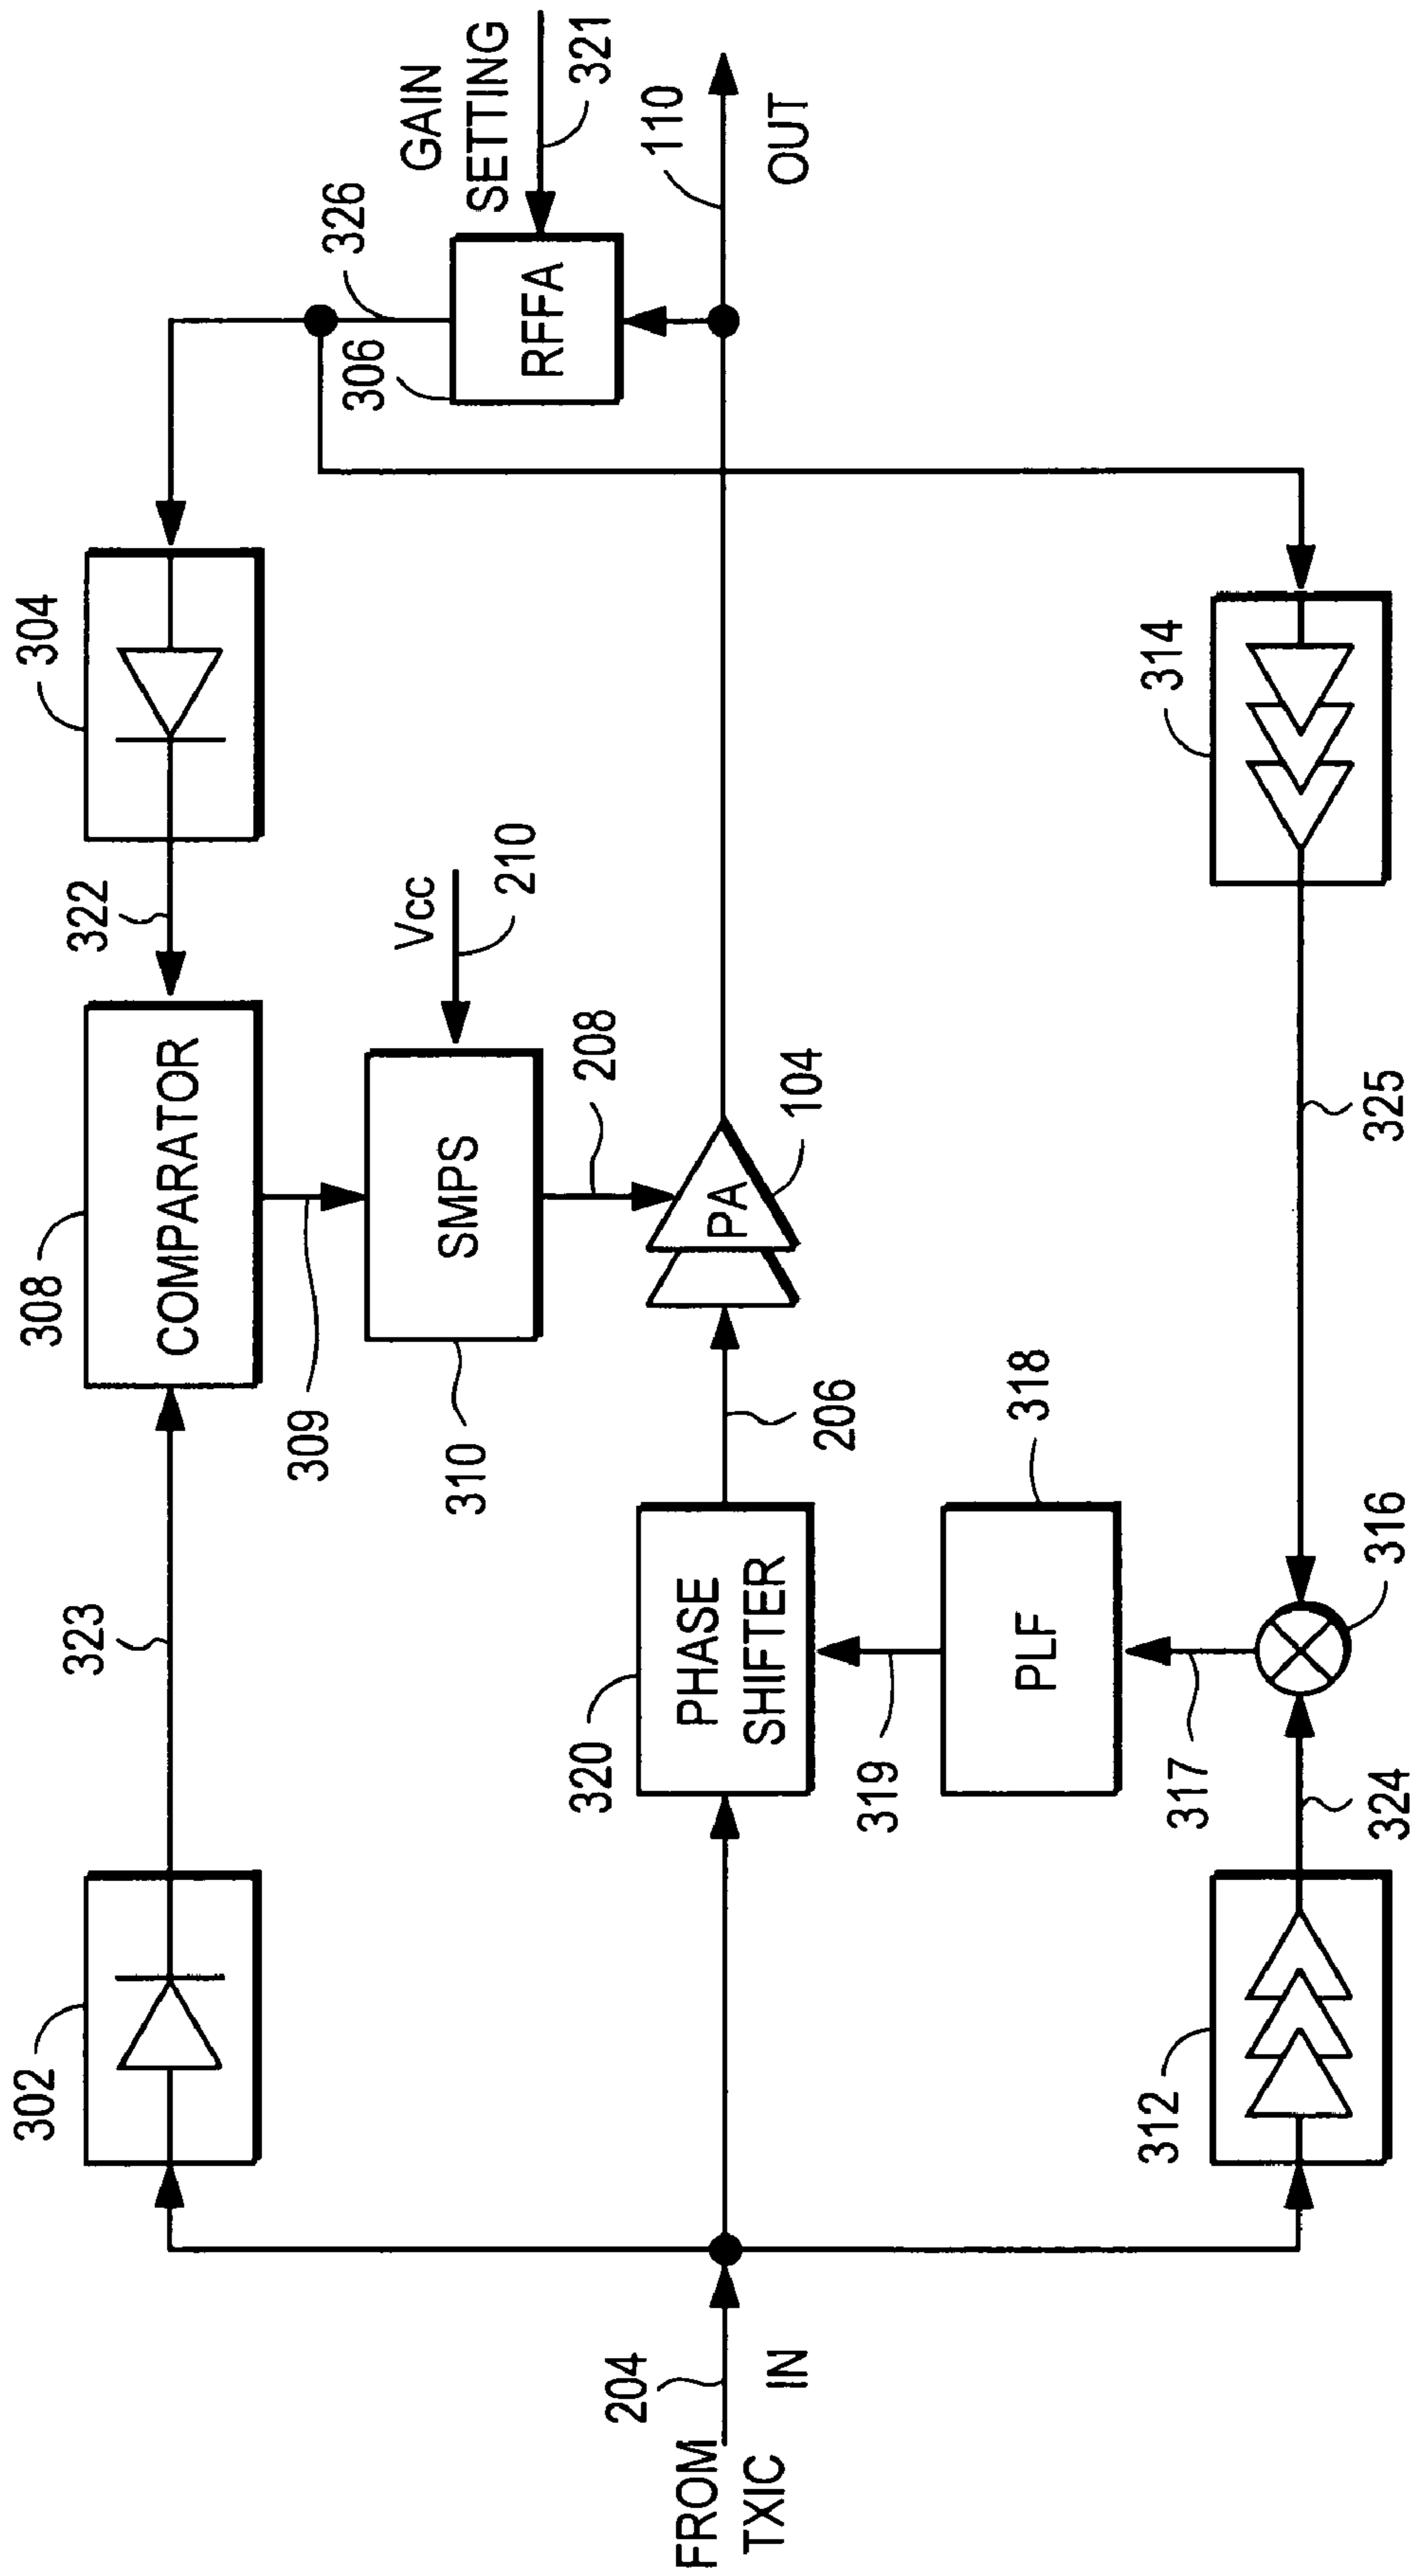 302
323
308
COMPARATOR
322
304
309
310
SMPS
Vcc
210
208
326
306
RFFA
GAIN
SETTING
321
FROM
TXIC
204
IN
320
PHASE
SHIFTER
206
PA
104
110
OUT
319
318
PLF
317
312
324
316
325
314